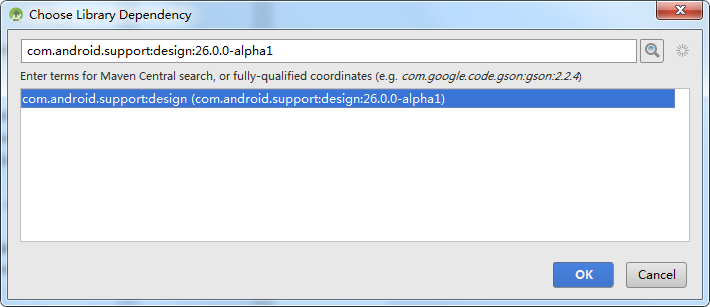 Choose Library Dependency
com.android.support:design:26.0.0-alpha1
Enter terms for Maven Central search, or fully-qualified coordinates (e.g. com.google.code.gson:gson:2.2.4)
com.android.support:design (com.android.support:design:26.0.0-alpha1)
OK Cancel